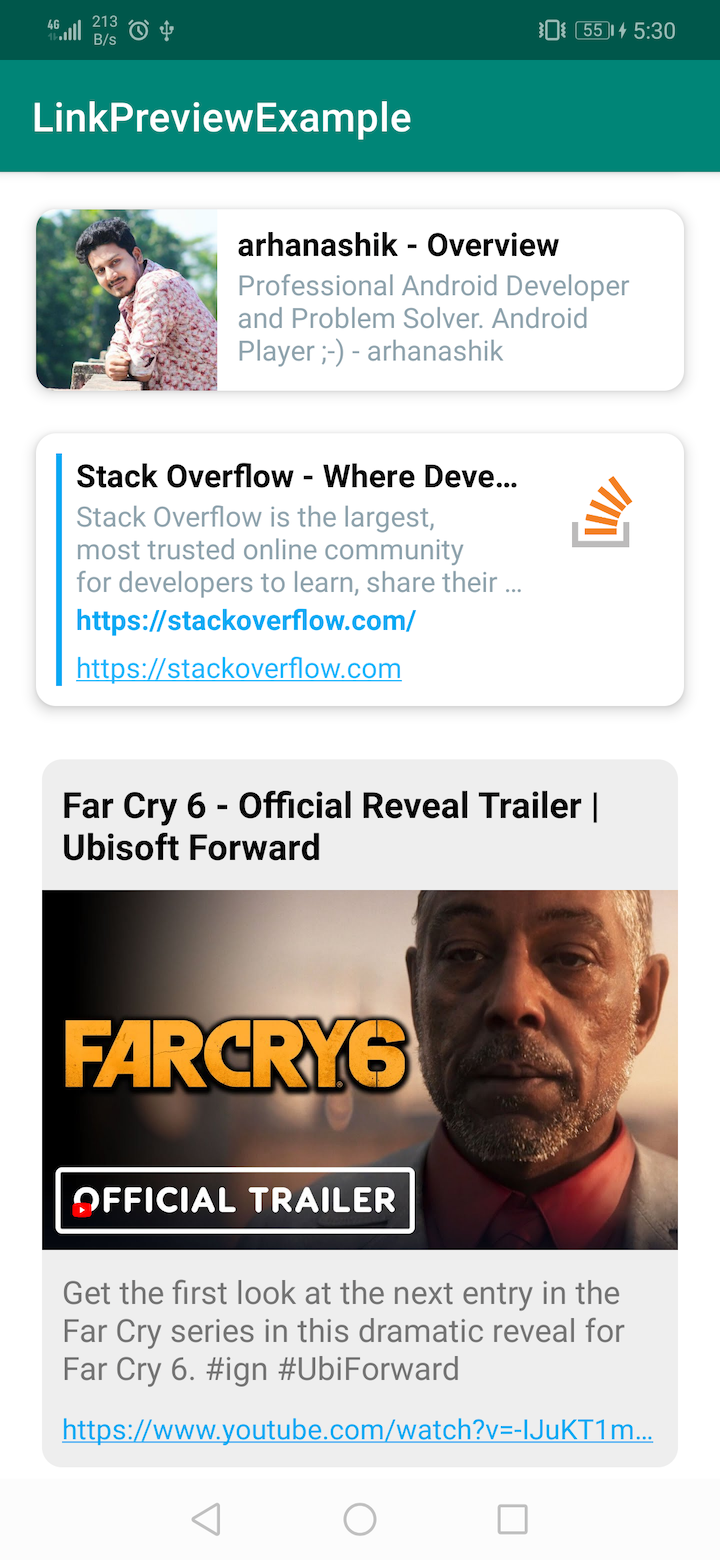 4G
213
B/s
55
5:30
LinkPreviewExample
arhanashik - Overview
Professional Android Developer
and Problem Solver. Android
Player ;-) - arhanashik
Stack Overflow - Where Deve...
Stack Overflow is the largest,
most trusted online community
for developers to learn, share their ...
https://stackoverflow.com/
https://stackoverflow.com
Far Cry 6 - Official Reveal Trailer |
Ubisoft Forward
FARCRY6
OFFICIAL TRAILER
Get the first look at the next entry in the
Far Cry series in this dramatic reveal for
Far Cry 6. #ign #UbiForward
https://www.youtube.com/watch?v=-IJuKT1m...